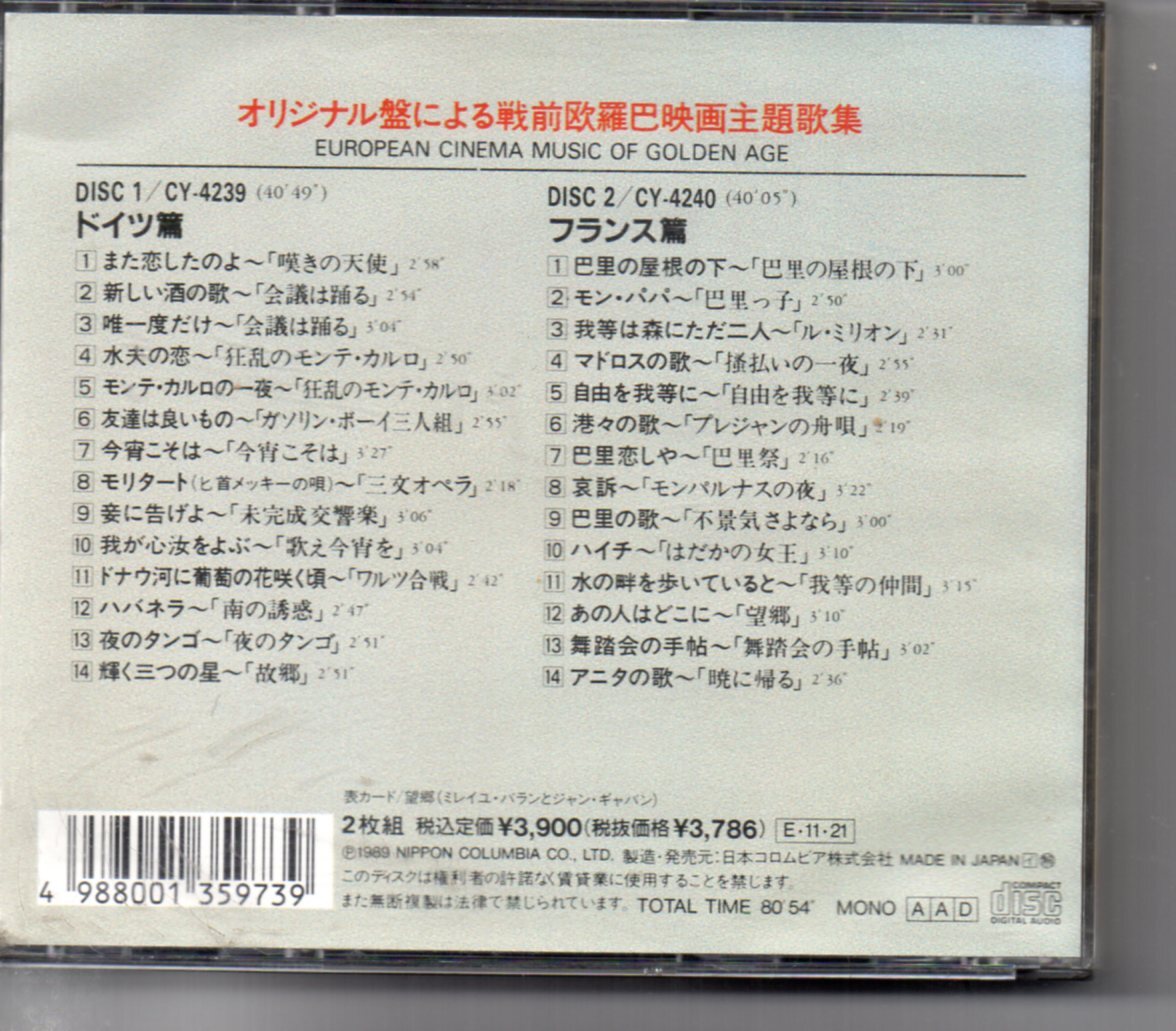 オリジナル盤による戦前欧羅巴映画主題歌集
EUROPEAN CINEMA MUSIC OF GOLDEN AGE
DISC 1/CY-4239 (40'49")
ドイツ篇
1 また恋したのよ～「嘆きの天使」2'58"
2 新しい酒の歌～「会議は踊る」2'54"
3 唯一度だけ～「会議は踊る」3'04"
4 水夫の恋～「狂乱のモンテ・カルロ」2'50"
5 モンテ・カルロの一夜～「狂乱のモンテ・カルロ」3'02"
6 友達は良いもの～「ガソリン・ボーイ三人組」2'55"
7 今宵こそは～「今宵こそは」3'27"
8 モリタート(匕首メッキーの唄)～「三文オペラ」2'18"
9 妾に告げよ～「未完成交響楽」3'06"
10 我が心汝をよぶ～「歌え今宵を」3'04"
11 ドナウ河に葡萄の花咲く頃～「ワルツ合戦」2'42"
12 ハバネラ～「南の誘惑」2'47"
13 夜のタンゴ～「夜のタンゴ」2'51"
14 輝く三つの星～「故郷」2'51"
DISC 2/CY-4240 (40'05")
フランス篇
1 巴里の屋根の下～「巴里の屋根の下」3'00"
2 モン・パパ～「巴里っ子」2'50"
3 我等は森にただ二人～「ル・ミリオン」2'31"
4 マドロスの歌～「掻払いの一夜」2'55"
5 自由を我等に～「自由を我等に」2'39"
6 港々の歌～「プレジャンの舟唄」2'19"
7 巴里恋しや～「巴里祭」2'16"
8 哀訴～「モンパルナスの夜」3'22"
9 巴里の歌～「不景気さよなら」3'00"
10 ハイチ～「はだかの女王」3'10"
11 水の畔を歩いていると～「我等の仲間」3'15"
12 あの人はどこに～「望郷」3'10"
13 舞踏会の手帖～「舞踏会の手帖」3'02"
14 アニタの歌～「暁に帰る」2'36"
表カード/望郷(ミレイユ・バランとジャン・ギャバン)
2枚組 税込定価¥3,900(税抜価格¥3,786) E・11・21
Ⓟ1989 NIPPON COLUMBIA CO., LTD. 製造・発売元:日本コロムビア株式会社 MADE IN JAPAN
このディスクは権利者の許諾なく賃貸業に使用することを禁じます。
また無断複製は法律で禁じられています。 TOTAL TIME 80'54" MONO AAD
COMPACT
disc
DIGITAL AUDIO
4 988001 359739